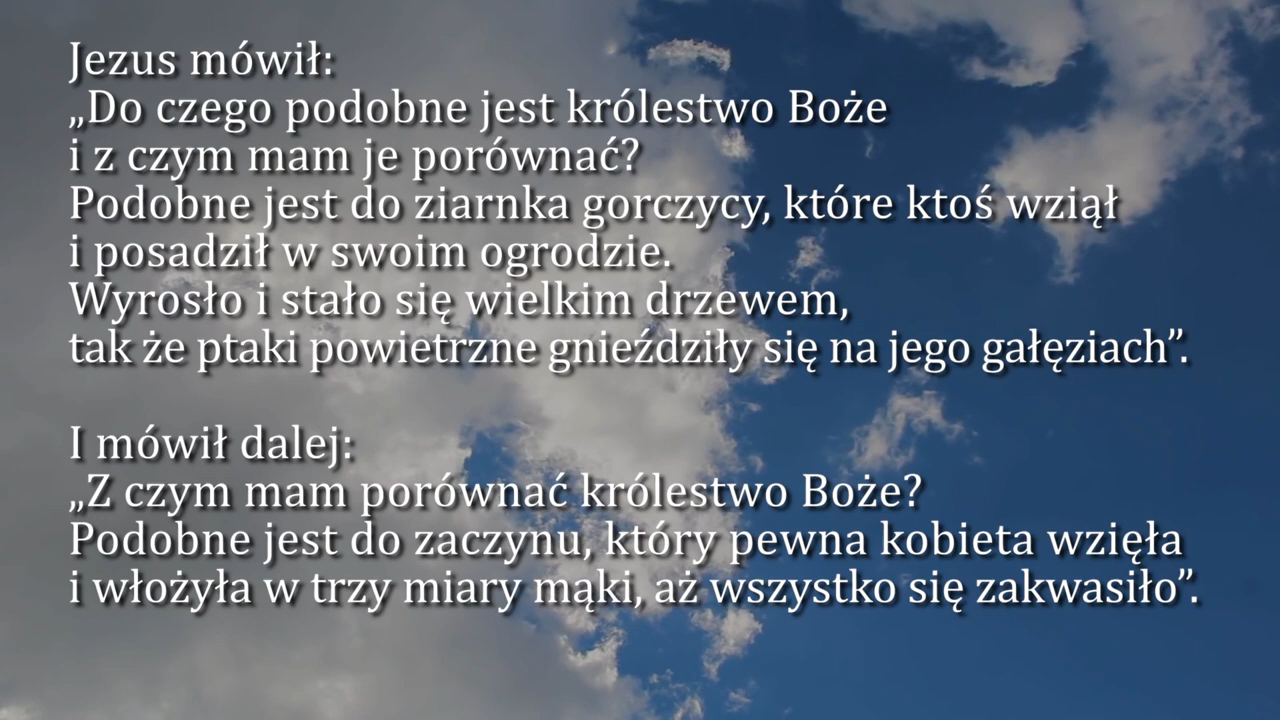 Jezus mówił:
„Do czego podobne jest królestwo Boże
i z czym mam je porównać?
Podobne jest do ziarnka gorczycy, które ktoś wziął
i posadził w swoim ogrodzie.
Wyrosło i stało się wielkim drzewem,
tak że ptaki powietrzne gnieździły się na jego gałęziach”.
I mówił dalej:
„Z czym mam porównać królestwo Boże?
Podobne jest do zaczynu, który pewna kobieta wzięła
i włożyła w trzy miary mąki, aż wszystko się zakwasiło”.